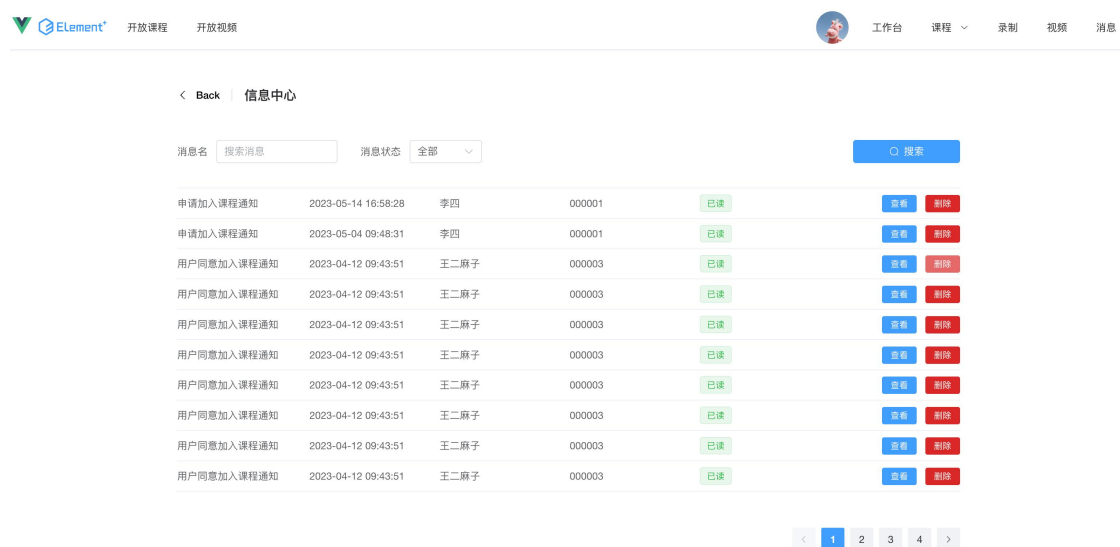 Element+ 开放课程 开放视频 工作台 课程 录制 视频 消息
Back 信息中心
消息名 搜索消息 消息状态 全部 搜索
申请加入课程通知 2023-05-14 16:58:28 李四 000001 已读 查看 删除
申请加入课程通知 2023-05-04 09:48:31 李四 000001 已读 查看 删除
用户同意加入课程通知 2023-04-12 09:43:51 王二麻子 000003 已读 查看 删除
用户同意加入课程通知 2023-04-12 09:43:51 王二麻子 000003 已读 查看 删除
用户同意加入课程通知 2023-04-12 09:43:51 王二麻子 000003 已读 查看 删除
用户同意加入课程通知 2023-04-12 09:43:51 王二麻子 000003 已读 查看 删除
用户同意加入课程通知 2023-04-12 09:43:51 王二麻子 000003 已读 查看 删除
用户同意加入课程通知 2023-04-12 09:43:51 王二麻子 000003 已读 查看 删除
用户同意加入课程通知 2023-04-12 09:43:51 王二麻子 000003 已读 查看 删除
用户同意加入课程通知 2023-04-12 09:43:51 王二麻子 000003 已读 查看 删除
1 2 3 4